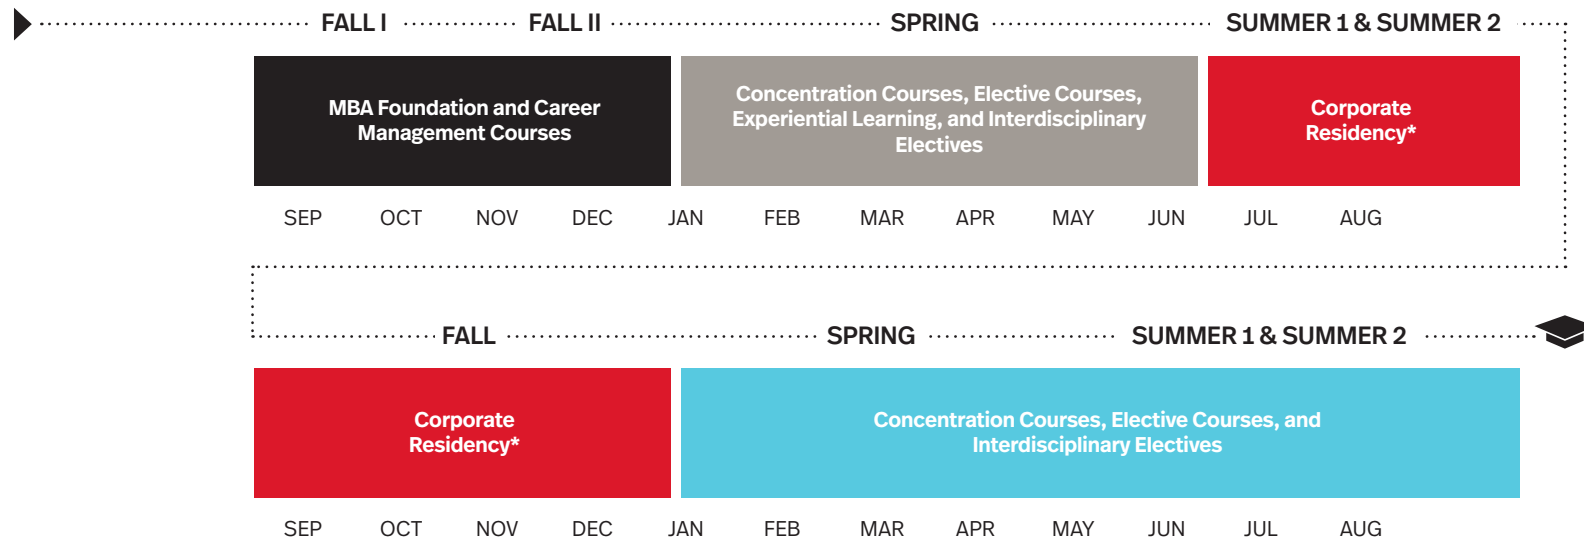 FALL I FALL II SPRING SUMMER 1 & SUMMER 2
MBA Foundation and Career
Management Courses
Concentration Courses, Elective Courses,
Experiential Learning, and Interdisciplinary
Electives
Corporate
Residency*
SEP OCT NOV DEC JAN FEB MAR APR MAY JUN JUL AUG
FALL SPRING SUMMER 1 & SUMMER 2
Corporate
Residency*
Concentration Courses, Elective Courses, and
Interdisciplinary Electives
SEP OCT NOV DEC JAN FEB MAR APR MAY JUN JUL AUG